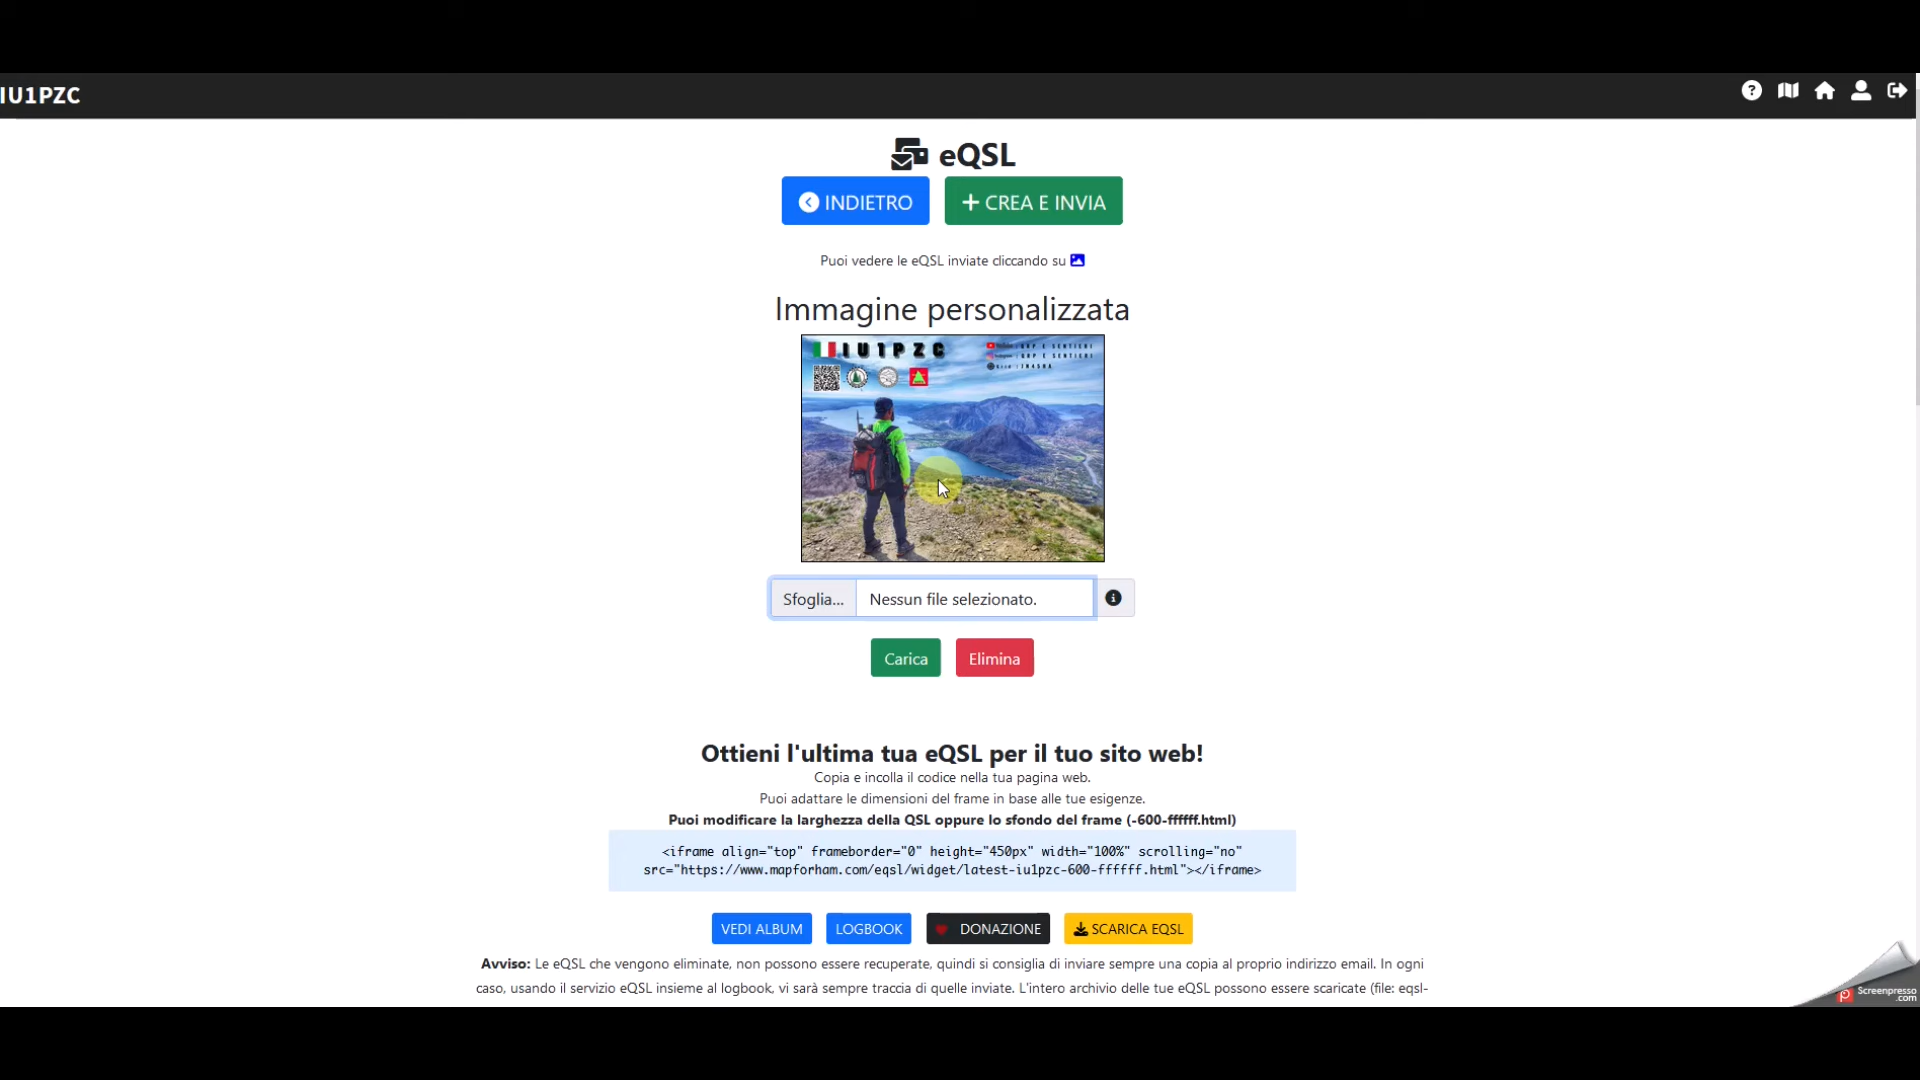 IU1PZC
eQSL
INDIETRO
CREA E INVIA
Puoi vedere le eQSL inviate cliccando su
Immagine personalizzata
IU1PZC
QRP E SENTIERI
QRP E SENTIERI
Sfoglia... Nessun file selezionato.
Carica Elimina
Ottieni l'ultima tua eQSL per il tuo sito web!
Copia e incolla il codice nella tua pagina web.
Puoi adattare le dimensioni del frame in base alle tue esigenze.
Puoi modificare la larghezza della QSL oppure lo sfondo del frame (-600-ffffff.html)
<iframe align="top" frameborder="0" height="450px" width="100%" scrolling="no"
src="https://www.mapforham.com/eqsl/widget/latest-iu1pzc-600-ffffff.html"></iframe>
VEDI ALBUM LOGBOOK DONAZIONE SCARICA EQSL
Avviso: Le eQSL che vengono eliminate, non possono essere recuperate, quindi si consiglia di inviare sempre una copia al proprio indirizzo email. In ogni
caso, usando il servizio eQSL insieme al logbook, vi sarà sempre traccia di quelle inviate. L'intero archivio delle tue eQSL possono essere scaricate (file: eqsl-
Screenpresso
.com